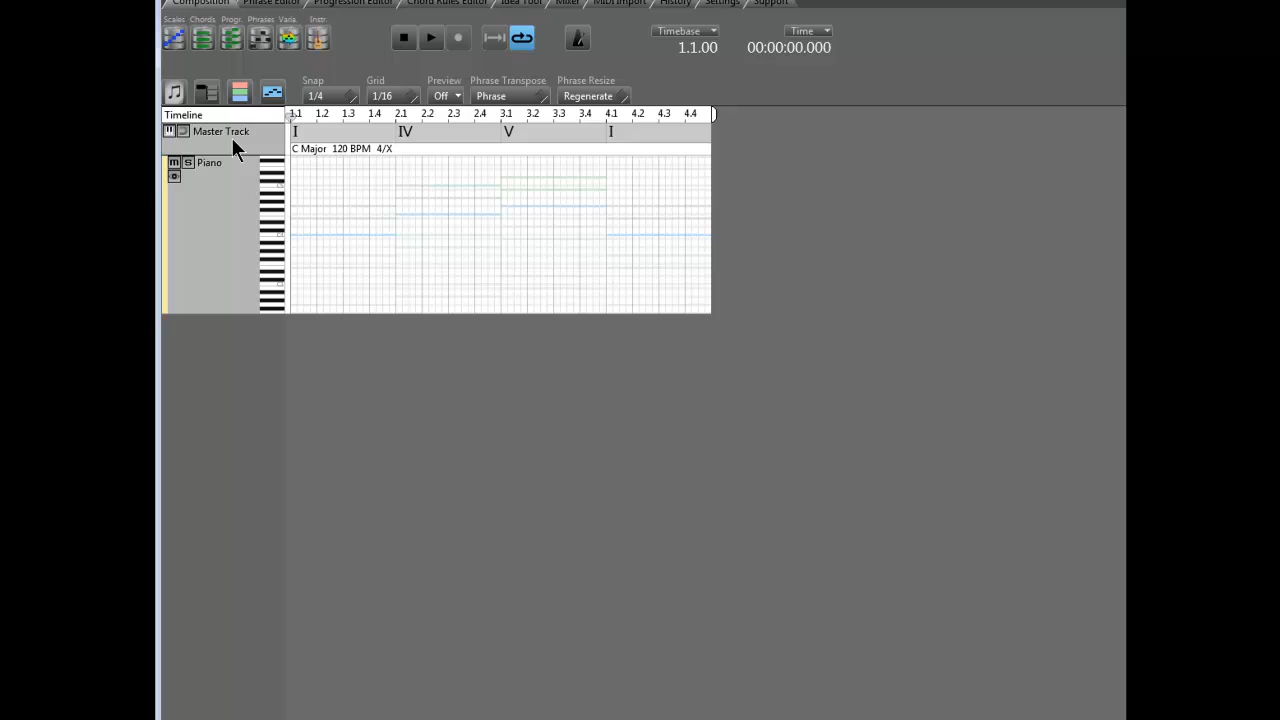 Composition Phrase Editor Progression Editor Chord Rules Editor Idea Tool Mixer MIDI Import History Settings Support
Scales Chords Progr. Phrases Varia. Instr.
Timebase Time
1.1.00 00:00:00.000
Snap Grid Preview Phrase Transpose Phrase Resize
1/4 1/16 Off Phrase Regenerate
Timeline 1.1 1.2 1.3 1.4 2.1 2.2 2.3 2.4 3.1 3.2 3.3 3.4 4.1 4.2 4.3 4.4
Master Track I IV V I
C Major 120 BPM 4/X
m S Piano